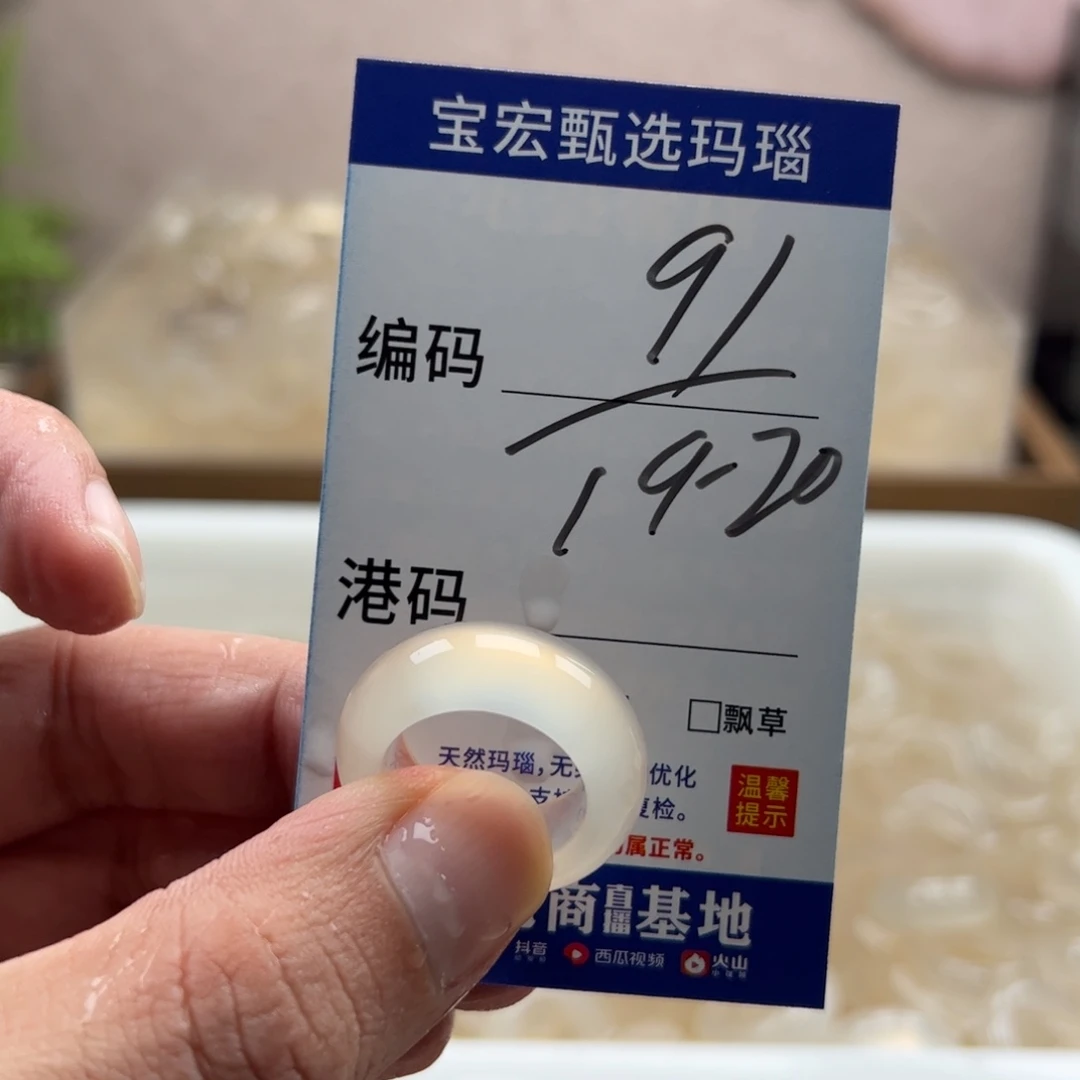 宝宏甄选玛瑙
编码 91
19-20
港码
飘草
天然玛瑙,无 优化
支 复检。
属正常。
温馨
提示
商直播基地
抖音 西瓜视频 火山